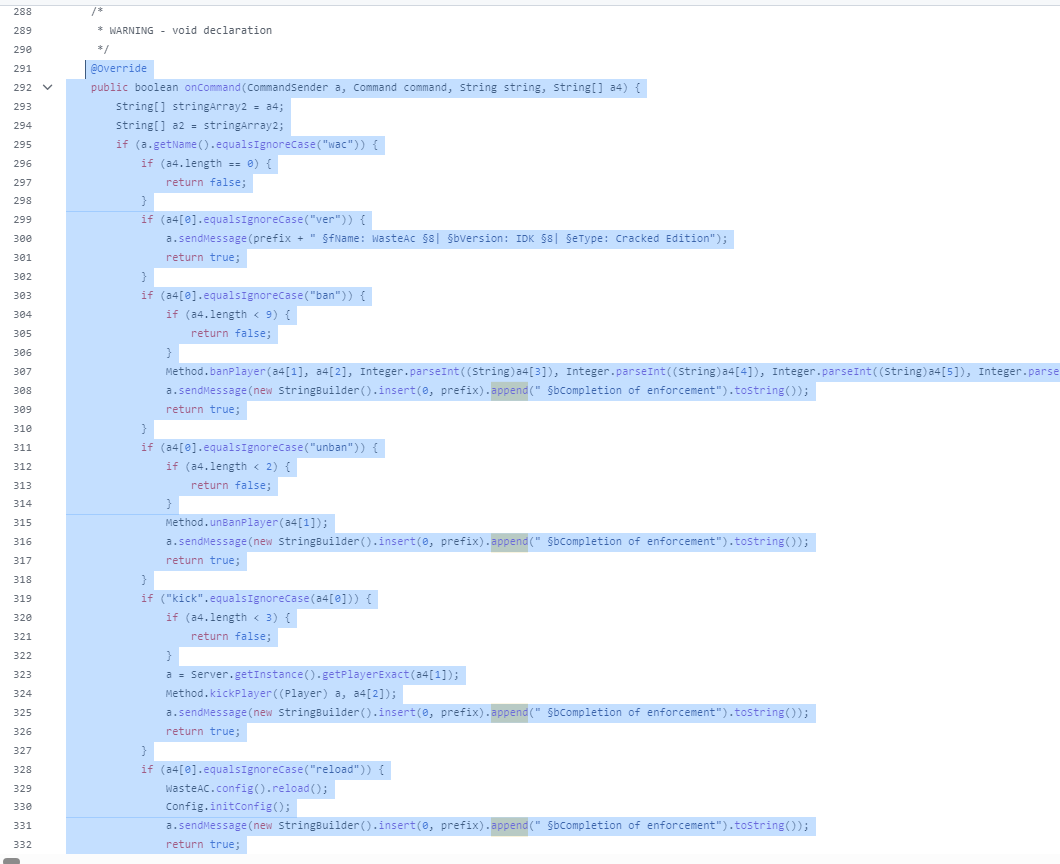 288 /*
289 * WARNING - void declaration
290 */
291 @Override
292 public boolean onCommand(CommandSender a, Command command, String string, String[] a4) {
293 String[] stringArray2 = a4;
294 String[] a2 = stringArray2;
295 if (a.getName().equalsIgnoreCase("wac")) {
296 if (a4.length == 0) {
297 return false;
298 }
299 if (a4[0].equalsIgnoreCase("ver")) {
300 a.sendMessage(prefix + " §fName: WasteAc §8| §bVersion: IDK §8| §eType: Cracked Edition");
301 return true;
302 }
303 if (a4[0].equalsIgnoreCase("ban")) {
304 if (a4.length < 9) {
305 return false;
306 }
307 Method.banPlayer(a4[1], a4[2], Integer.parseInt((String)a4[3]), Integer.parseInt((String)a4[4]), Integer.parseInt((String)a4[5]), Integer.parse
308 a.sendMessage(new StringBuilder().insert(0, prefix).append(" §bCompletion of enforcement").toString());
309 return true;
310 }
311 if (a4[0].equalsIgnoreCase("unban")) {
312 if (a4.length < 2) {
313 return false;
314 }
315 Method.unBanPlayer(a4[1]);
316 a.sendMessage(new StringBuilder().insert(0, prefix).append(" §bCompletion of enforcement").toString());
317 return true;
318 }
319 if ("kick".equalsIgnoreCase(a4[0])) {
320 if (a4.length < 3) {
321 return false;
322 }
323 a = Server.getInstance().getPlayerExact(a4[1]);
324 Method.kickPlayer((Player) a, a4[2]);
325 a.sendMessage(new StringBuilder().insert(0, prefix).append(" §bCompletion of enforcement").toString());
326 return true;
327 }
328 if (a4[0].equalsIgnoreCase("reload")) {
329 WasteAC.config().reload();
330 Config.initConfig();
331 a.sendMessage(new StringBuilder().insert(0, prefix).append(" §bCompletion of enforcement").toString());
332 return true;